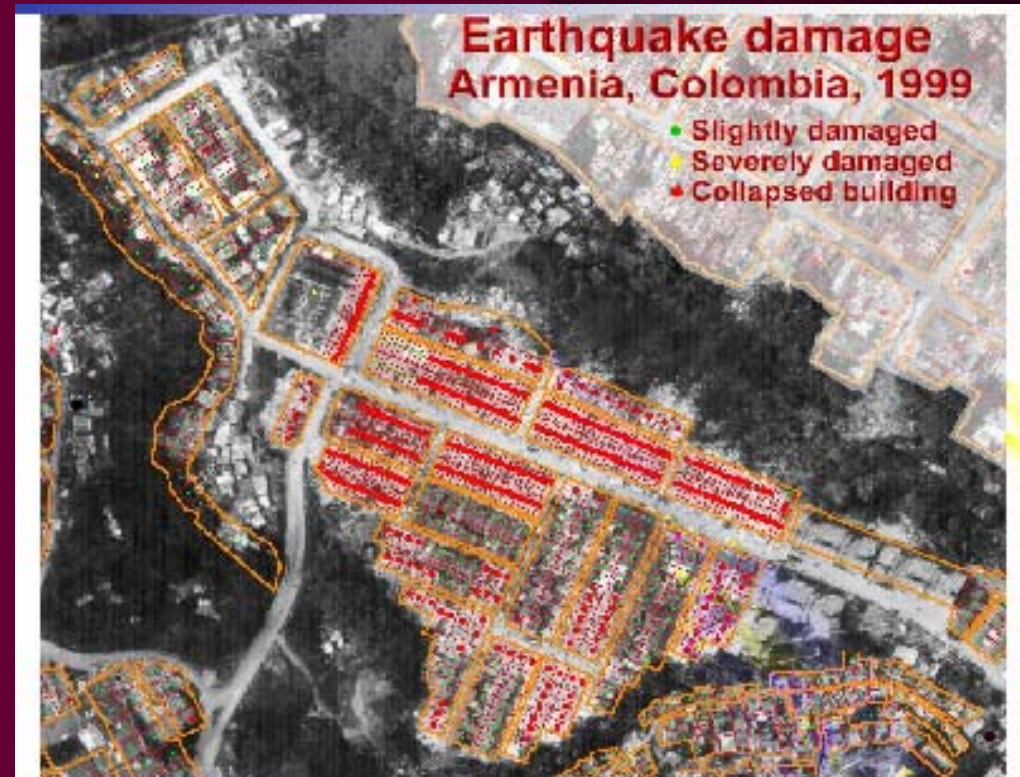 Earthquake damage
Armenia, Colombia, 1999
Slightly damaged
Severely damaged
Collapsed building